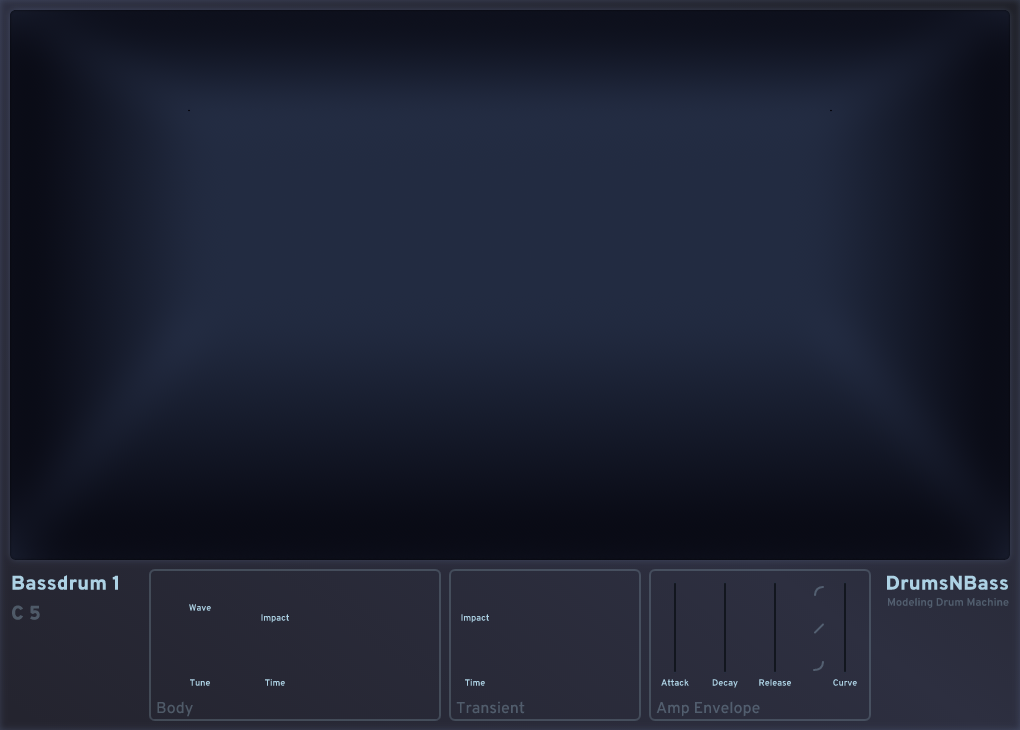 Bassdrum 1
C 5
Wave
Impact
Tune
Time
Body
Impact
Time
Transient
Attack
Decay
Release
Curve
Amp Envelope
DrumsNBass
Modeling Drum Machine